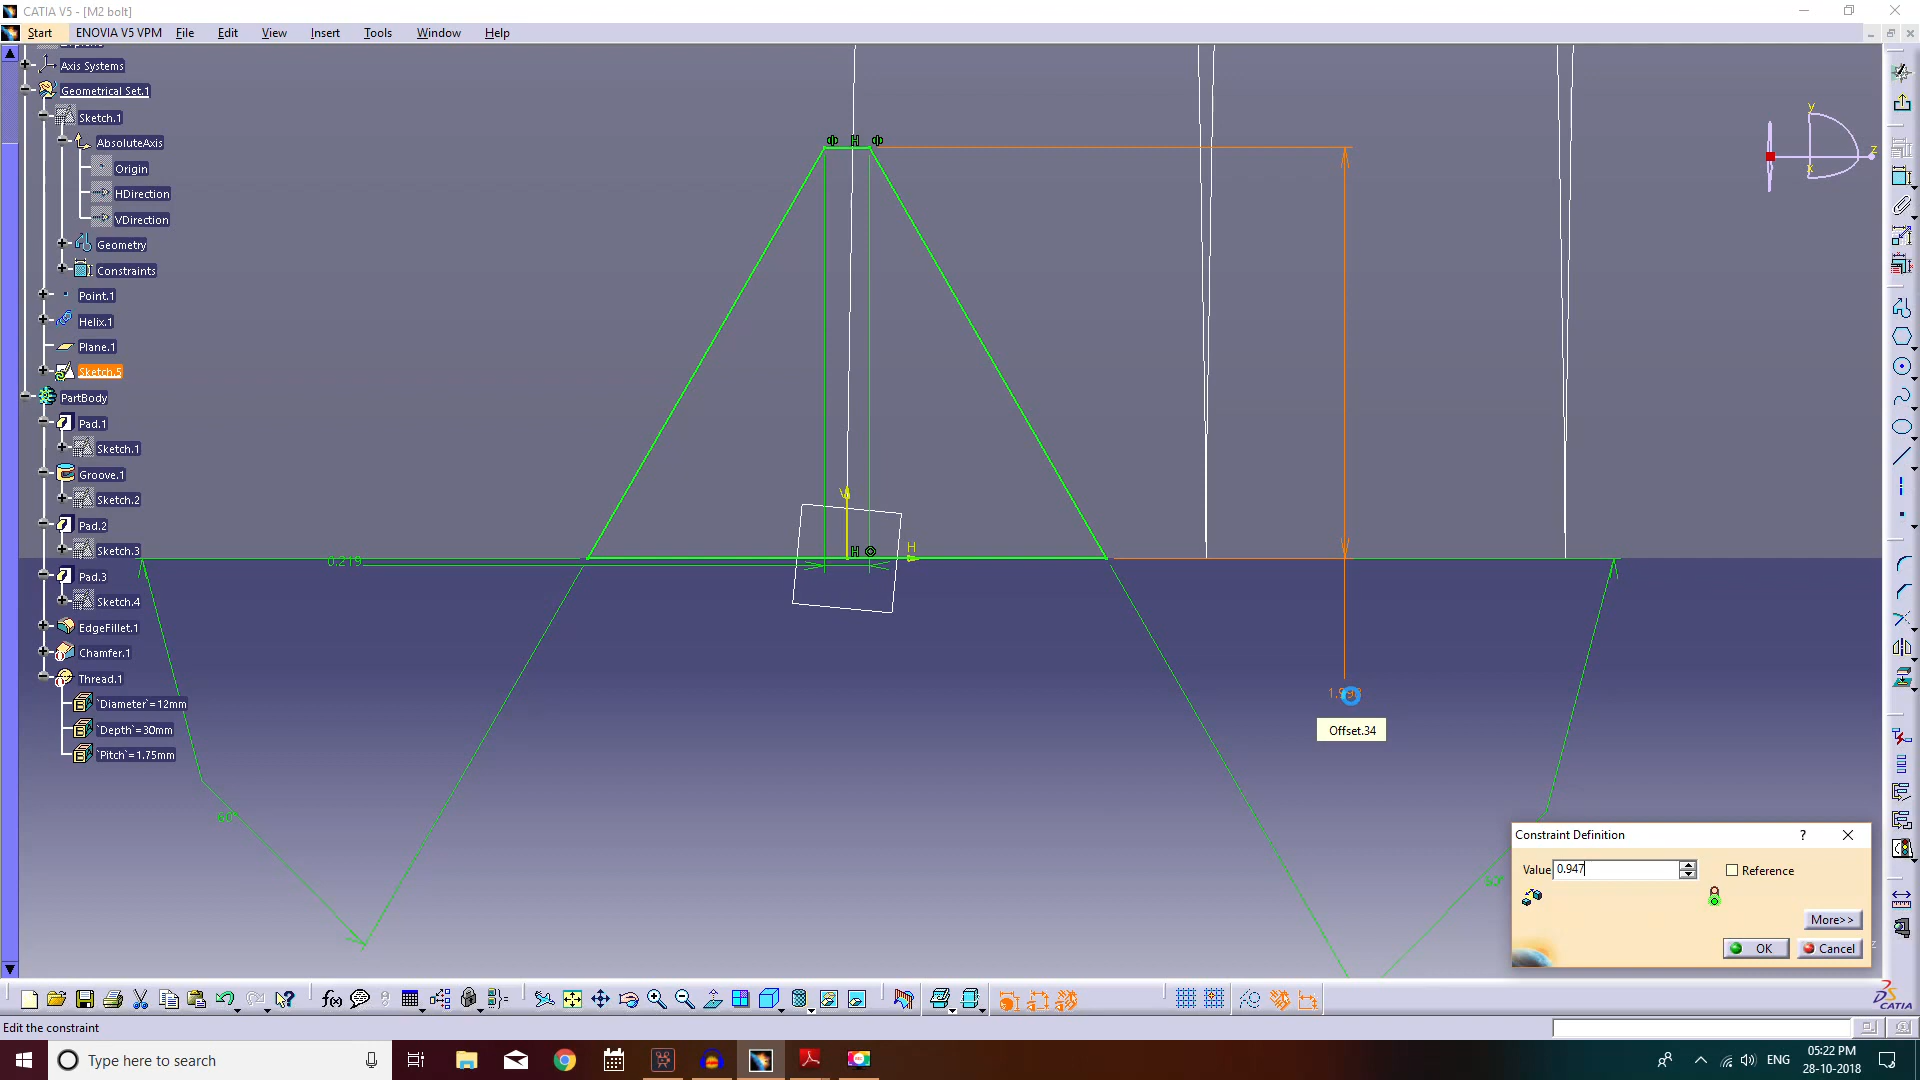 CATIA V5 - [M2 bolt]
Start
ENOVIA V5 VPM
File
Edit
View
Insert
Tools
Window
Help
Axis Systems
Geometrical Set.1
Sketch.1
AbsoluteAxis
Origin
HDirection
VDirection
Geometry
Constraints
Point.1
Helix.1
Plane.1
Sketch.5
PartBody
Pad.1
Sketch.1
Groove.1
Sketch.2
Pad.2
Sketch.3
Pad.3
Sketch.4
EdgeFillet.1
Chamfer.1
Thread.1
`Diameter`=12mm
`Depth`=30mm
`Pitch`=1.75mm
H
V
H
H
0.219
60°
60°
y
z
x
Offset.34
Constraint Definition
?
Value
0.947
Reference
More>>
OK
Cancel
f(x)
CATIA
Edit the constraint
Type here to search
ENG
05:22 PM
28-10-2018